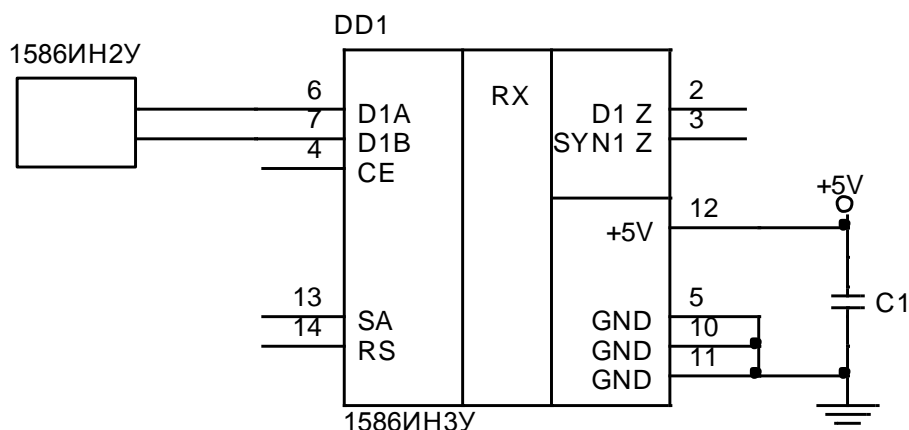 DD1
1586ИН2У
6
7
4
D1A
D1B
CE
RX
D1 Z
SYN1 Z
2
3
+5V
12
+5V
C1
13
14
SA
RS
GND
GND
GND
5
10
11
1586ИН3У